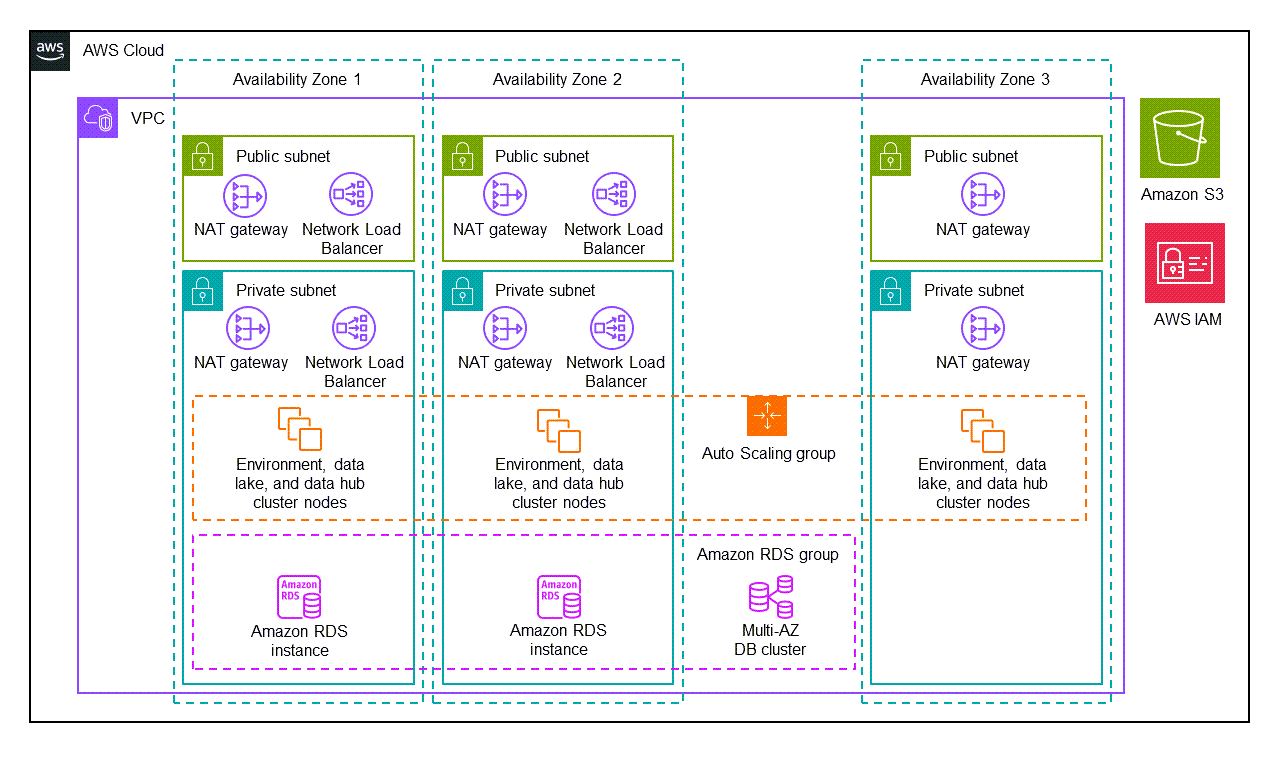 aws
AWS Cloud
Availability Zone 1
Availability Zone 2
Availability Zone 3
VPC
Public subnet
NAT gateway
Network Load
Balancer
Public subnet
NAT gateway
Network Load
Balancer
Public subnet
NAT gateway
Amazon S3
AWS IAM
Private subnet
NAT gateway
Network Load
Balancer
Private subnet
NAT gateway
Network Load
Balancer
Private subnet
NAT gateway
Environment, data
lake, and data hub
cluster nodes
Environment, data
lake, and data hub
cluster nodes
Auto Scaling group
Environment, data
lake, and data hub
cluster nodes
Amazon RDS group
Amazon
RDS
Amazon RDS
instance
Amazon
RDS
Amazon RDS
instance
Multi-AZ
DB cluster